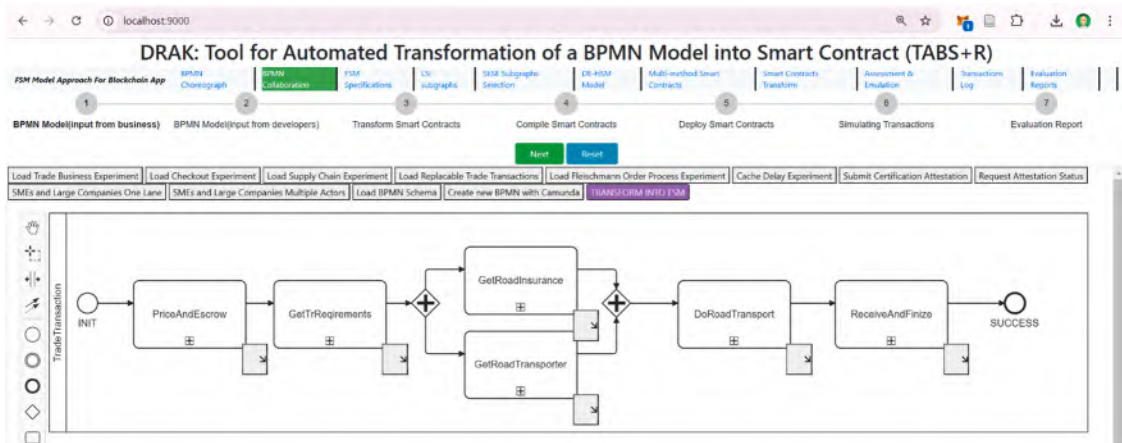 localhost:9000
DRAK: Tool for Automated Transformation of a BPMN Model into Smart Contract (TABS+R)
FSM Model Approach For Blockchain App
BPMN Choreograph
BPMN Collaboration
FSM Specifications
LSI subgraphs
SESE Subgraphs Selection
DE-HSM Model
Multi-method Smart Contracts
Smart Contracts Transform
Assessment & Emulation
Transactions Log
Evaluation Reports
1 2 3 4 5 6 7
BPMN Model(input from business) BPMN Model(input from developers) Transform Smart Contracts Compile Smart Contracts Deploy Smart Contracts Simulating Transactions Evaluation Report
Next Reset
Load Trade Business Experiment Load Checkout Experiment Load Supply Chain Experiment Load Replacable Trade Transactions Load Fleischmann Order Process Experiment Cache Delay Experiment Submit Certification Attestation Request Attestation Status
SMEs and Large Companies One Lane SMEs and Large Companies Multiple Actors Load BPMN Schema Create new BPMN with Camunda TRANSFORM INTO FSM
TradeTransaction
INIT
PriceAndEscrow
GetTrReqirements
GetRoadInsurance
GetRoadTransporter
DoRoadTransport
ReceiveAndFinize
SUCCESS